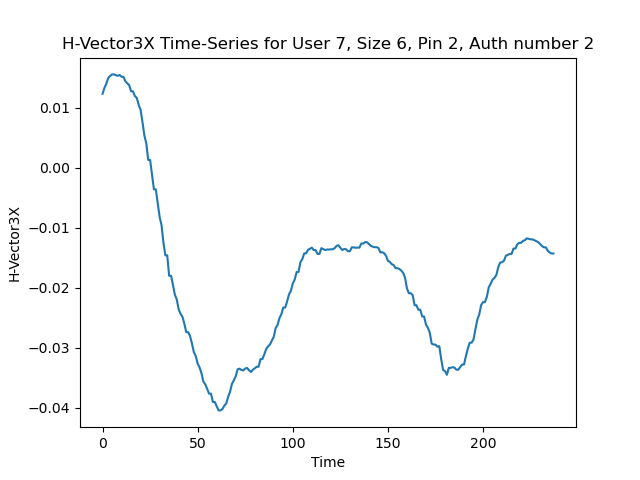 H-Vector3X Time-Series for User 7, Size 6, Pin 2, Auth number 2
0.01
0.00
−0.01
−0.02
−0.03
−0.04
H-Vector3X
0 50 100 150 200
Time